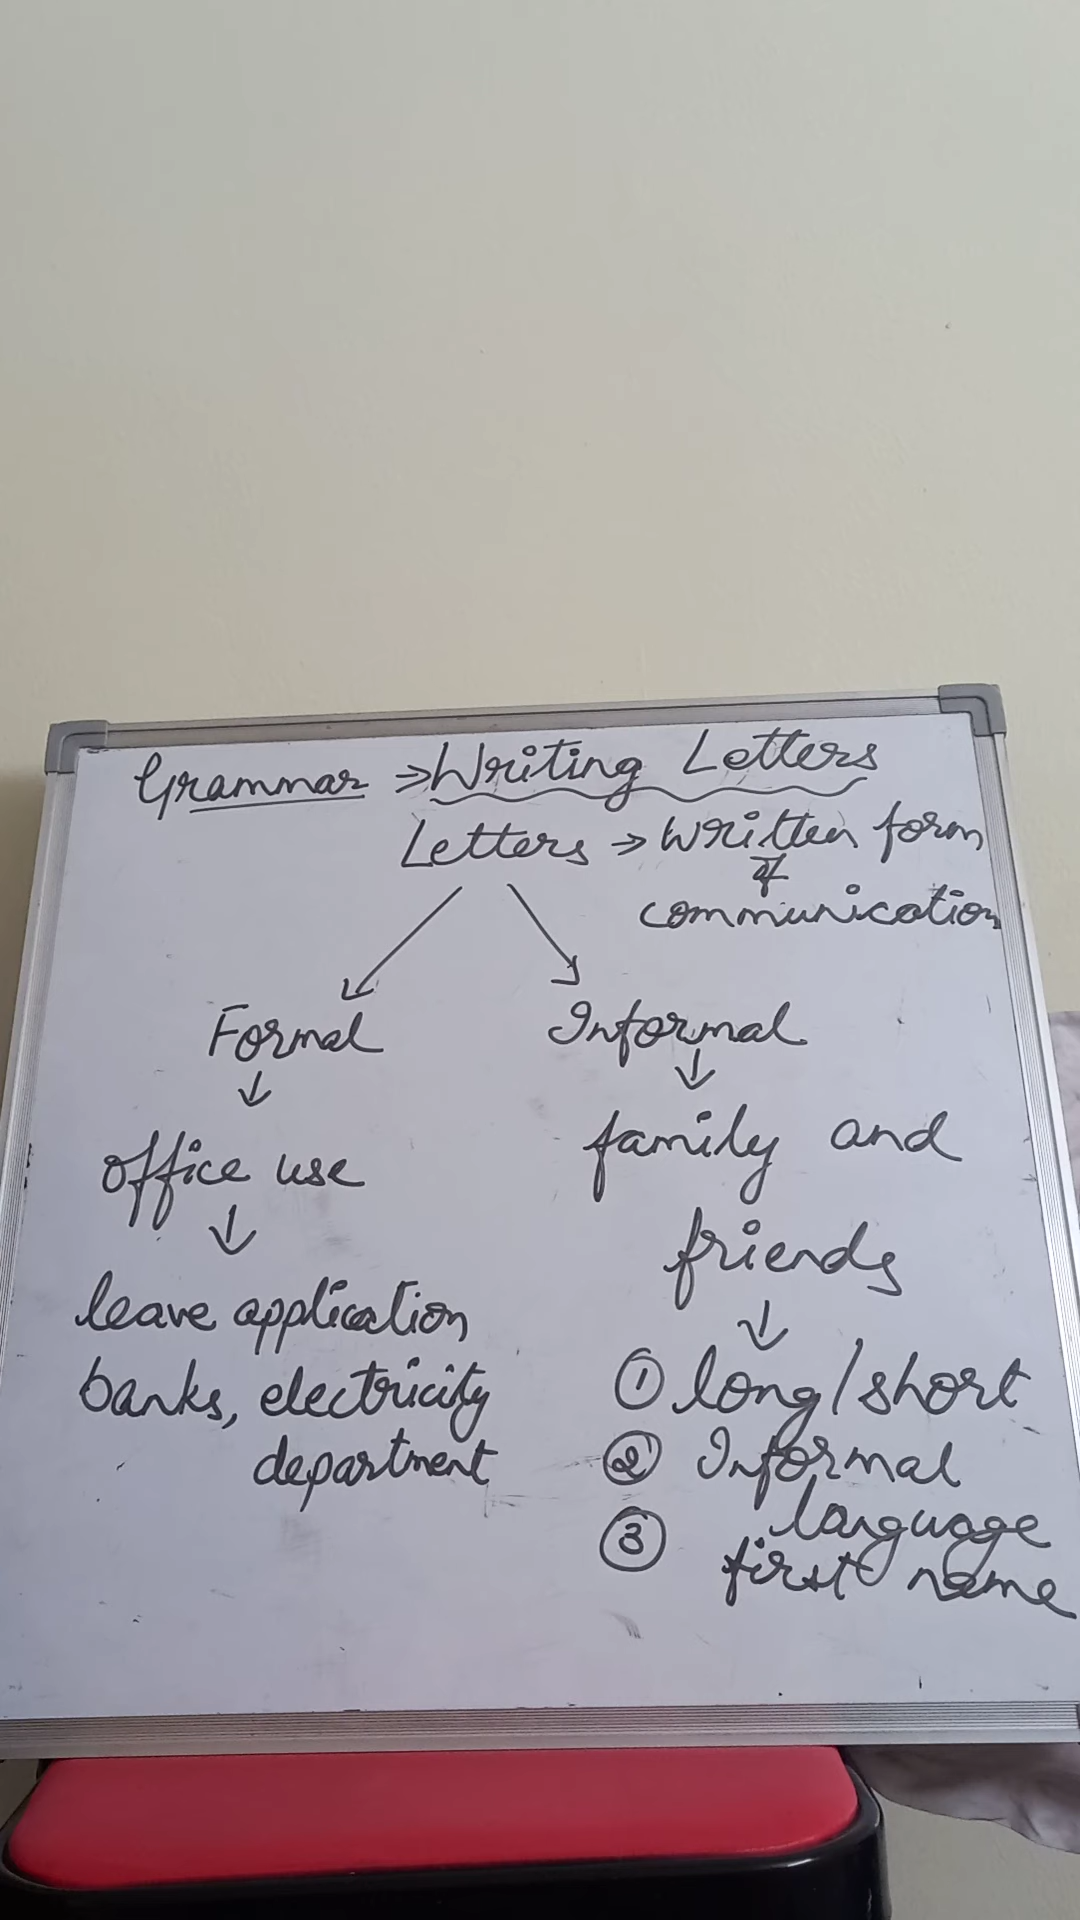 Grammar ⇒ Writing Letters
Letters → Written form
of
communication
Formal
↓
office use
↓
leave application
banks, electricity
department
Informal
↓
family and
friends
↓
① long/short
② Informal
language
③ first name